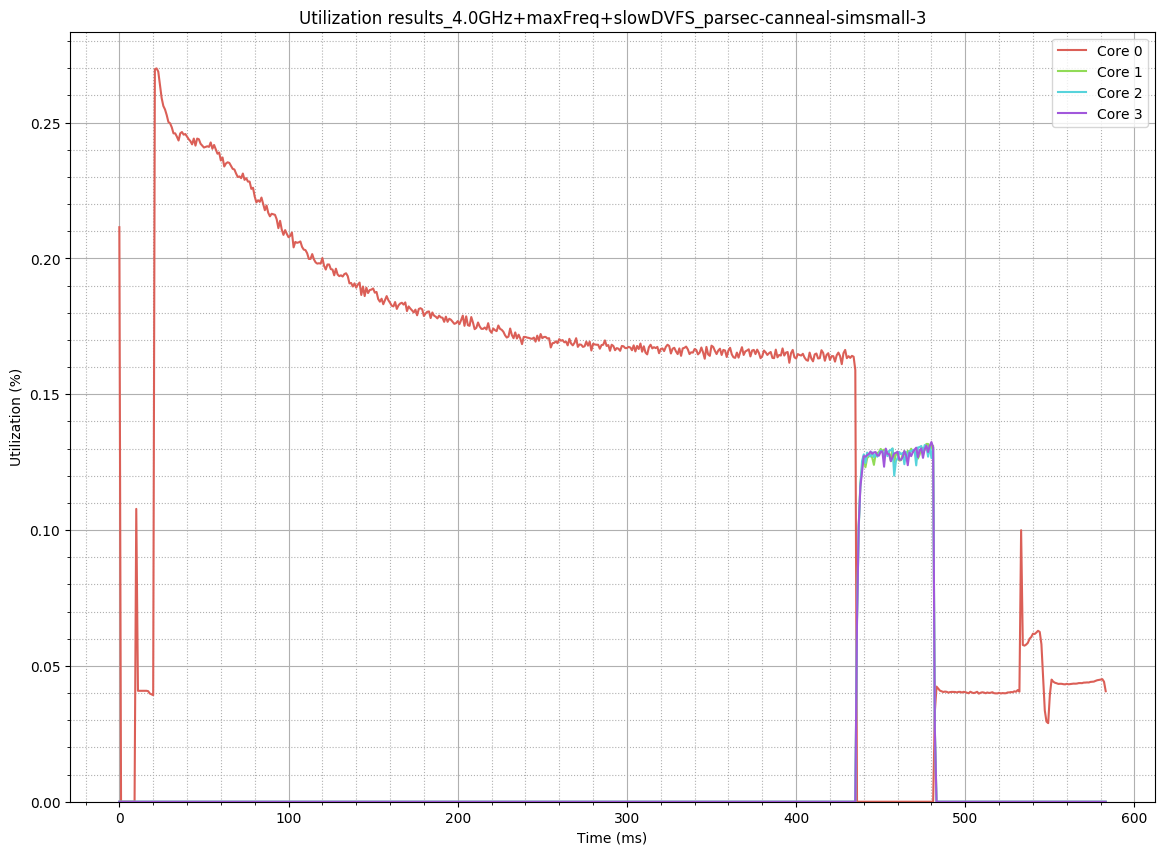 Utilization results_4.0GHz+maxFreq+slowDVFS_parsec-canneal-simsmall-3
Core 0
Core 1
Core 2
Core 3
Utilization (%)
0.25
0.20
0.15
0.10
0.05
0.00
0 100 200 300 400 500 600
Time (ms)